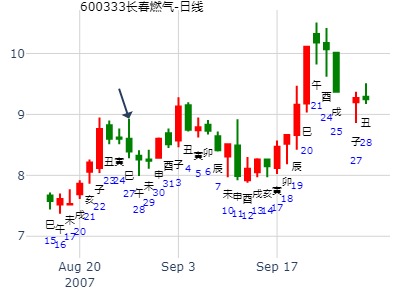 600333长春燃气-日线
10
9
8
7
巳 午 未 戌 亥 子 丑 寅 巳 午 未 申 酉 子 丑 寅 卯 辰 未 申 酉 戌 亥 寅 卯 辰 巳 午 酉 戌 子 丑
15 16 17 20 21 22 23 24 27 28 29 30 31 3 4 5 6 7 10 11 12 13 14 17 18 19 20 21 24 25 27 28
Aug 20 Sep 3 Sep 17
2007